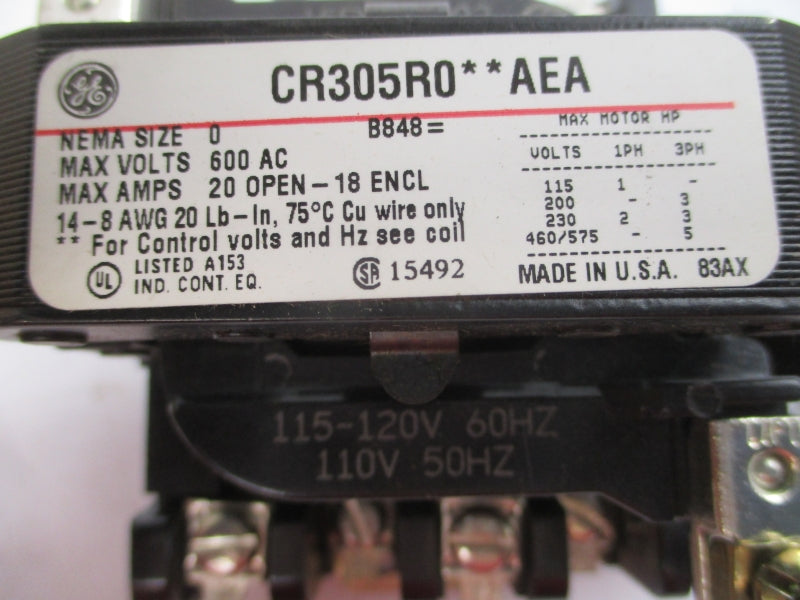 GE
CR305R0**AEA
NEMA SIZE 0 B848=
MAX VOLTS 600 AC
MAX AMPS 20 OPEN-18 ENCL
14-8 AWG 20 Lb-In, 75°C Cu wire only
** For Control volts and Hz see coil
UL LISTED A153
IND. CONT. EQ.
SA 15492
MAX MOTOR HP
VOLTS 1PH 3PH
115 1 -
200 - 3
230 2 3
460/575 - 5
MADE IN U.S.A. 83AX
115-120V 60HZ
110V 50HZ